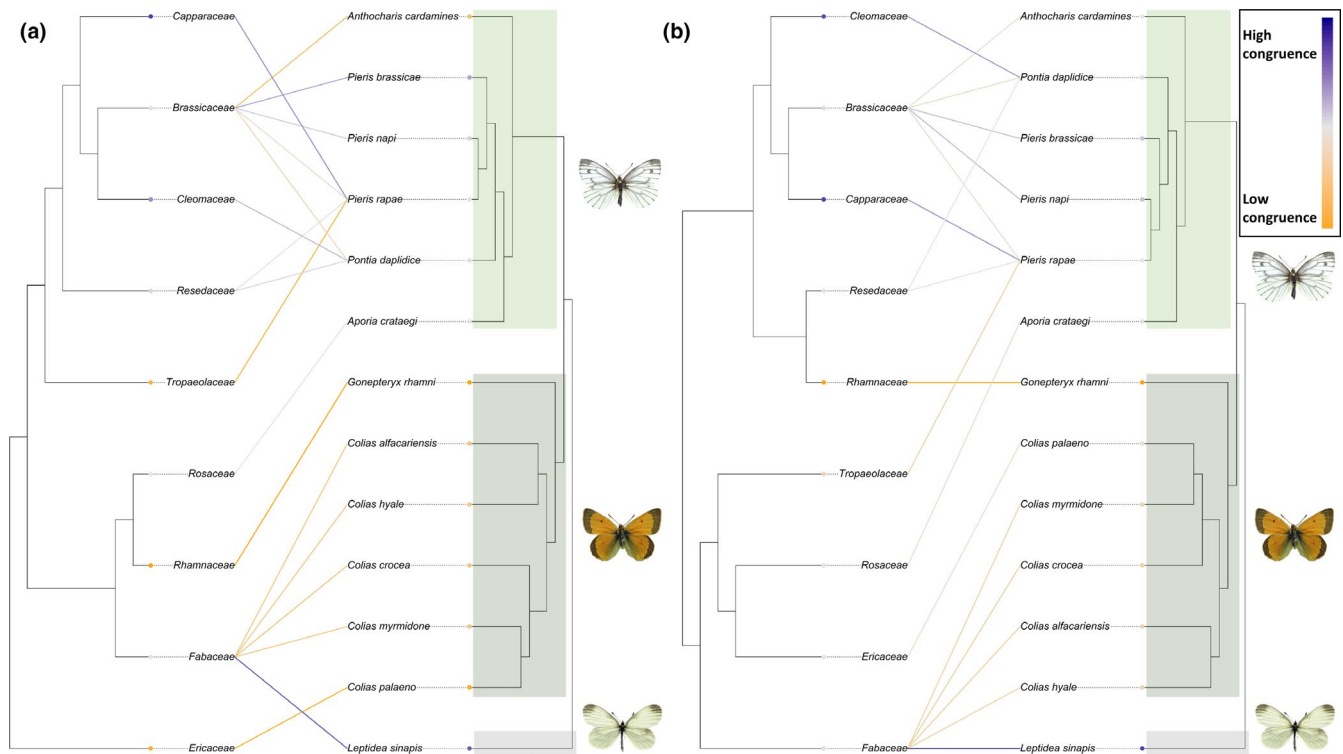 (a)
Capparaceae
Brassicaceae
Cleomaceae
Resedaceae
Tropaeolaceae
Rosaceae
Rhamnaceae
Fabaceae
Ericaceae
Anthocharis cardamines
Pieris brassicae
Pieris napi
Pieris rapae
Pontia daplidice
Aporia crataegi
Gonepteryx rhamni
Colias alfacariensis
Colias hyale
Colias crocea
Colias myrmidone
Colias palaeno
Leptidea sinapis
(b)
Cleomaceae
Brassicaceae
Capparaceae
Resedaceae
Rhamnaceae
Tropaeolaceae
Rosaceae
Ericaceae
Fabaceae
Anthocharis cardamines
Pontia daplidice
Pieris brassicae
Pieris napi
Pieris rapae
Aporia crataegi
Gonepteryx rhamni
Colias palaeno
Colias myrmidone
Colias crocea
Colias alfacariensis
Colias hyale
Leptidea sinapis
High
congruence
Low
congruence